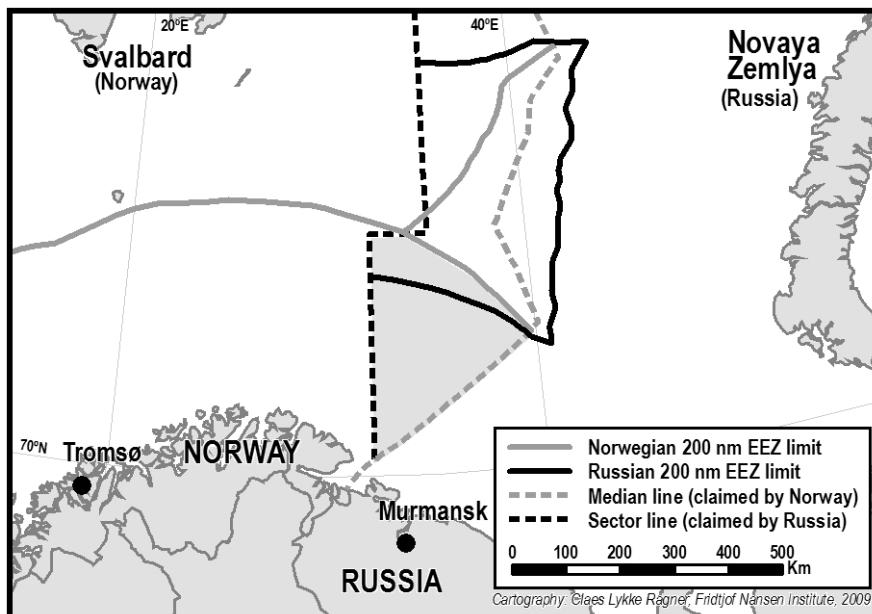 20°E
40°E
Svalbard
(Norway)
Novaya
Zemlya
(Russia)
70°N
Tromsø
NORWAY
Murmansk
RUSSIA
Norwegian 200 nm EEZ limit
Russian 200 nm EEZ limit
Median line (claimed by Norway)
Sector line (claimed by Russia)
0 100 200 300 400 500
Km
Cartography: Claes Lykke Ragner, Fridtjof Nansen Institute, 2009